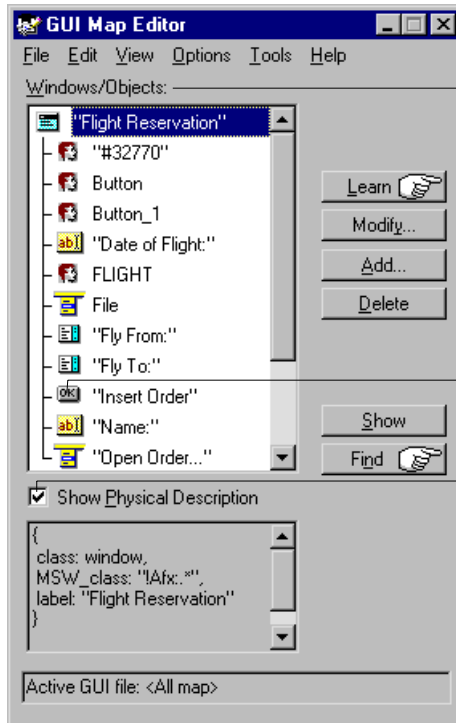 GUI Map Editor
File Edit View Options Tools Help
Windows/Objects:
"Flight Reservation"
"#32770"
Button
Button_1
"Date of Flight:"
FLIGHT
File
"Fly From:"
"Fly To:"
"Insert Order"
"Name:"
"Open Order..."
Learn
Modify...
Add...
Delete
Show
Find
Show Physical Description
{
class: window,
MSW_class: "!Afx:.*",
label: "Flight Reservation"
}
Active GUI file: <All map>